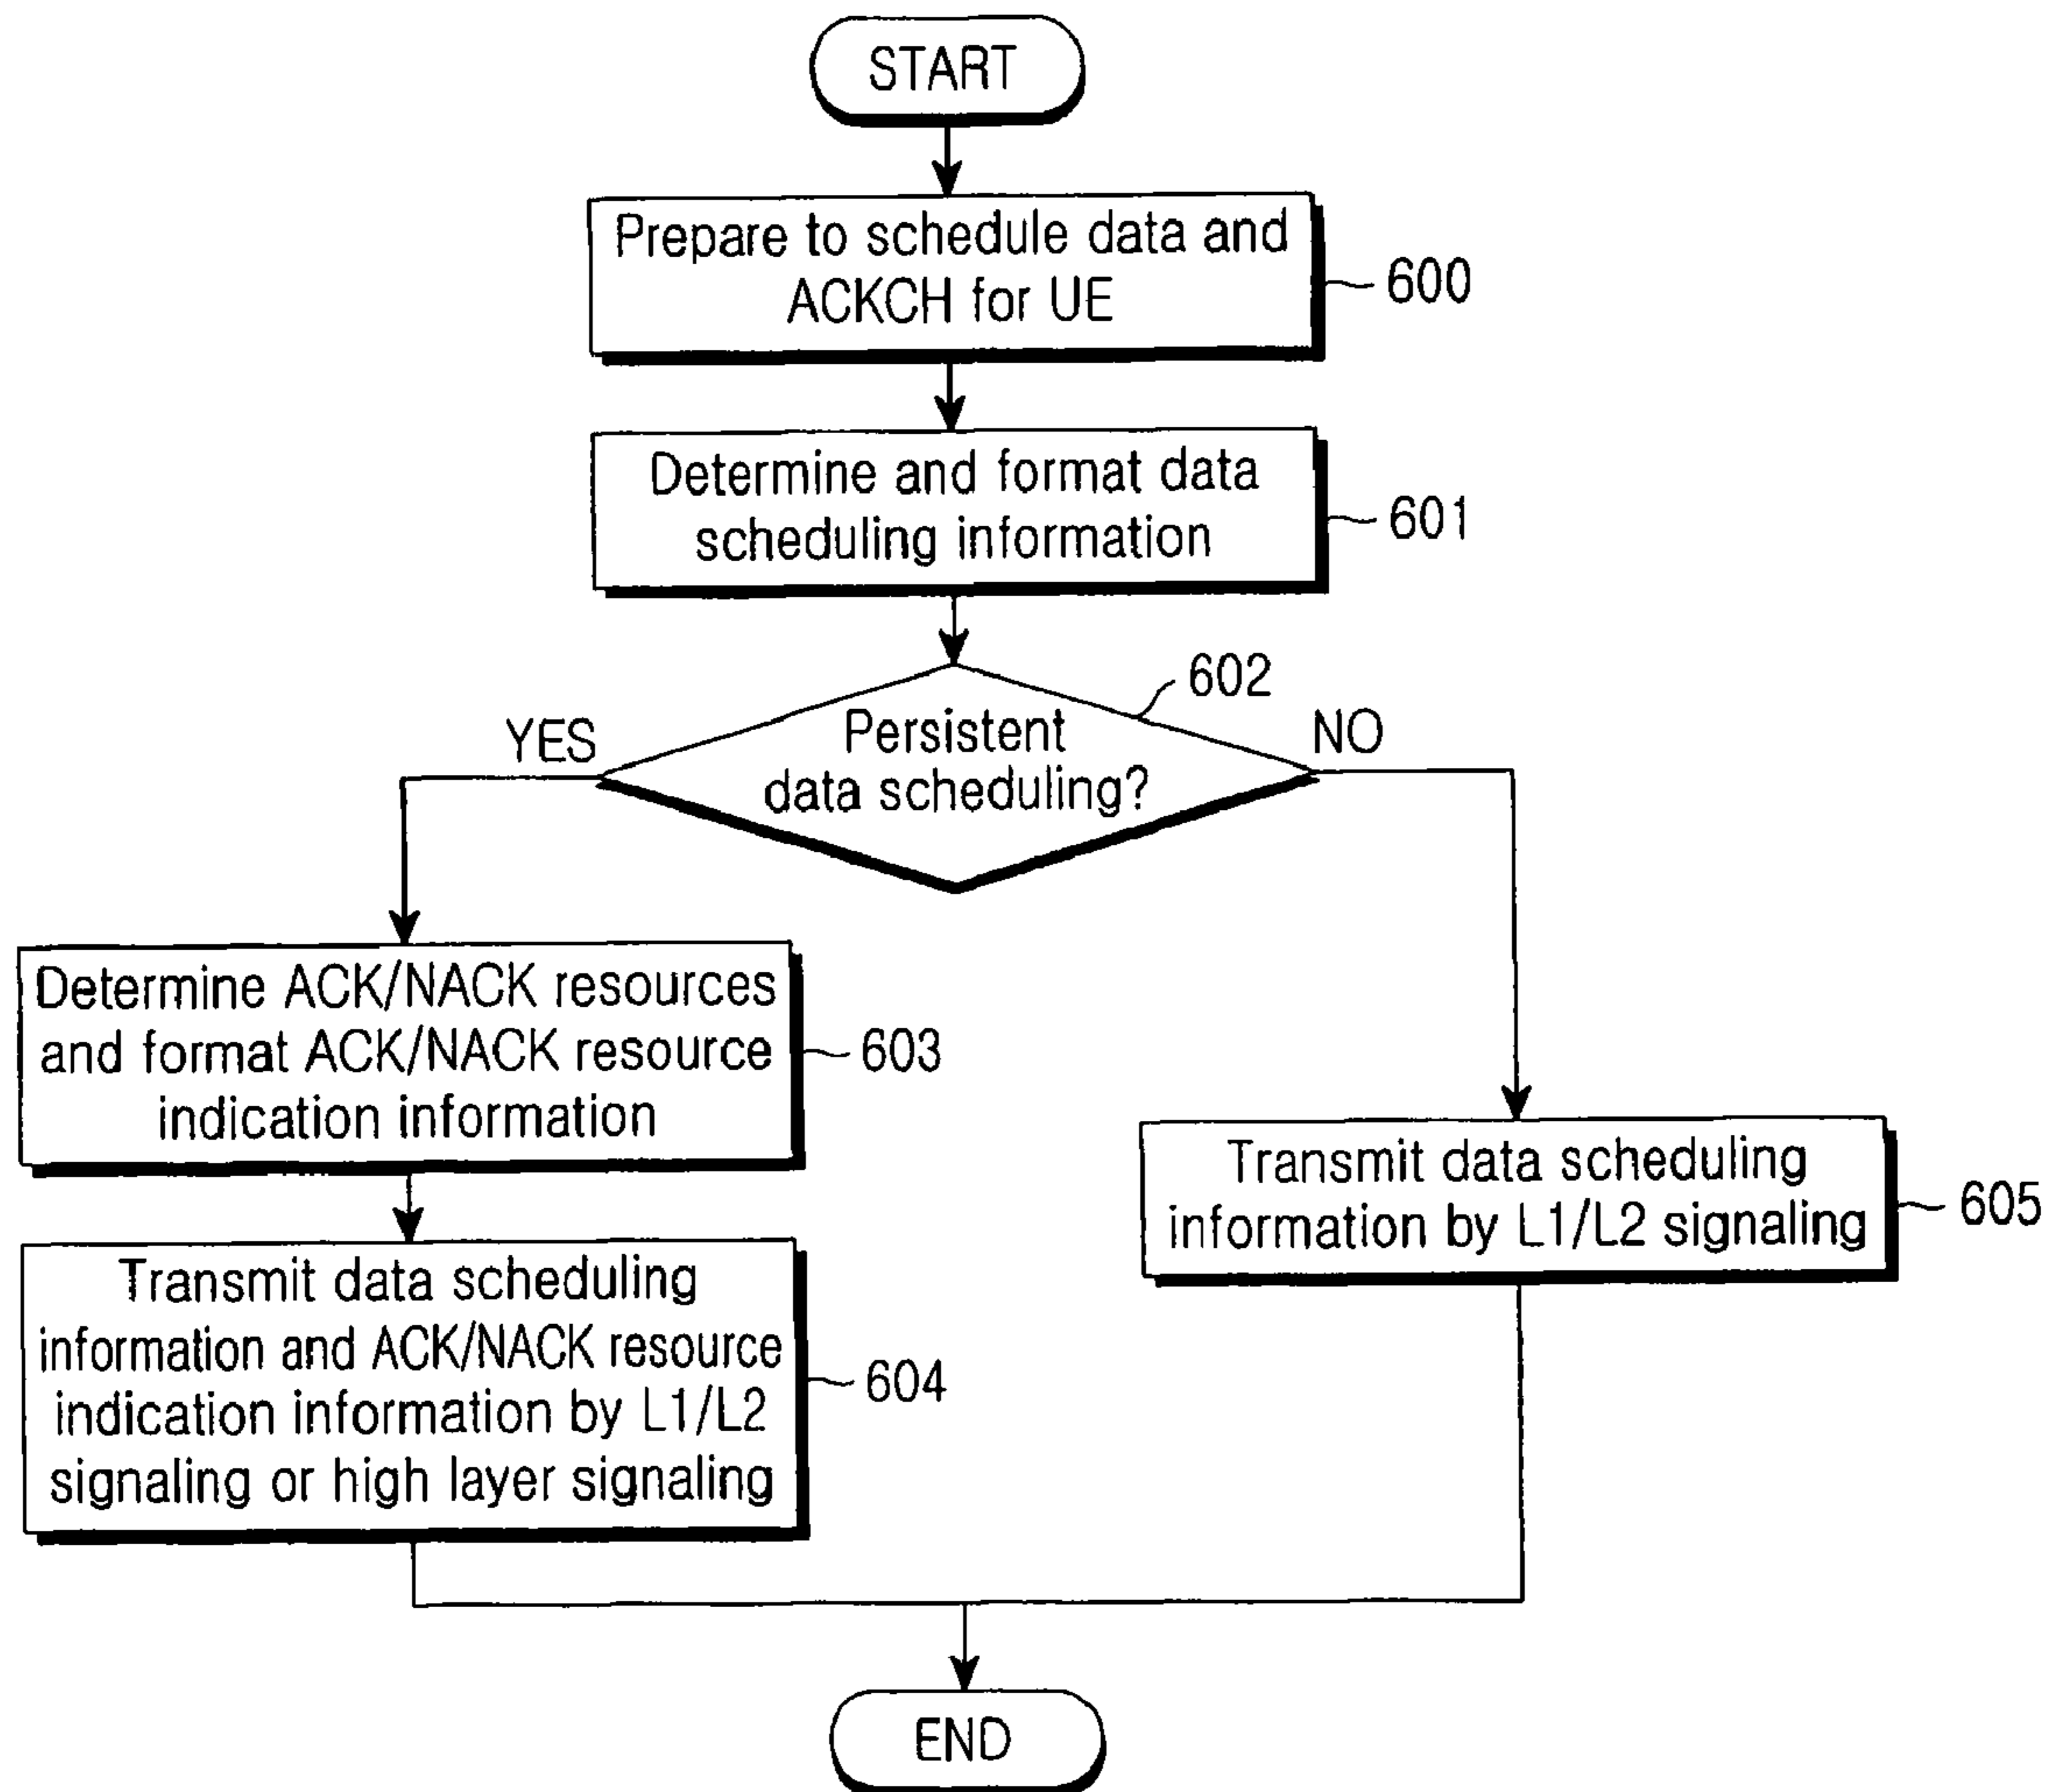 START
Prepare to schedule data and
ACKCH for UE
600
Determine and format data
scheduling information
601
602
YES
Persistent
data scheduling?
NO
Determine ACK/NACK resources
and format ACK/NACK resource
indication information
603
Transmit data scheduling
information by L1/L2 signaling
605
Transmit data scheduling
information and ACK/NACK resource
indication information by L1/L2
signaling or high layer signaling
604
END